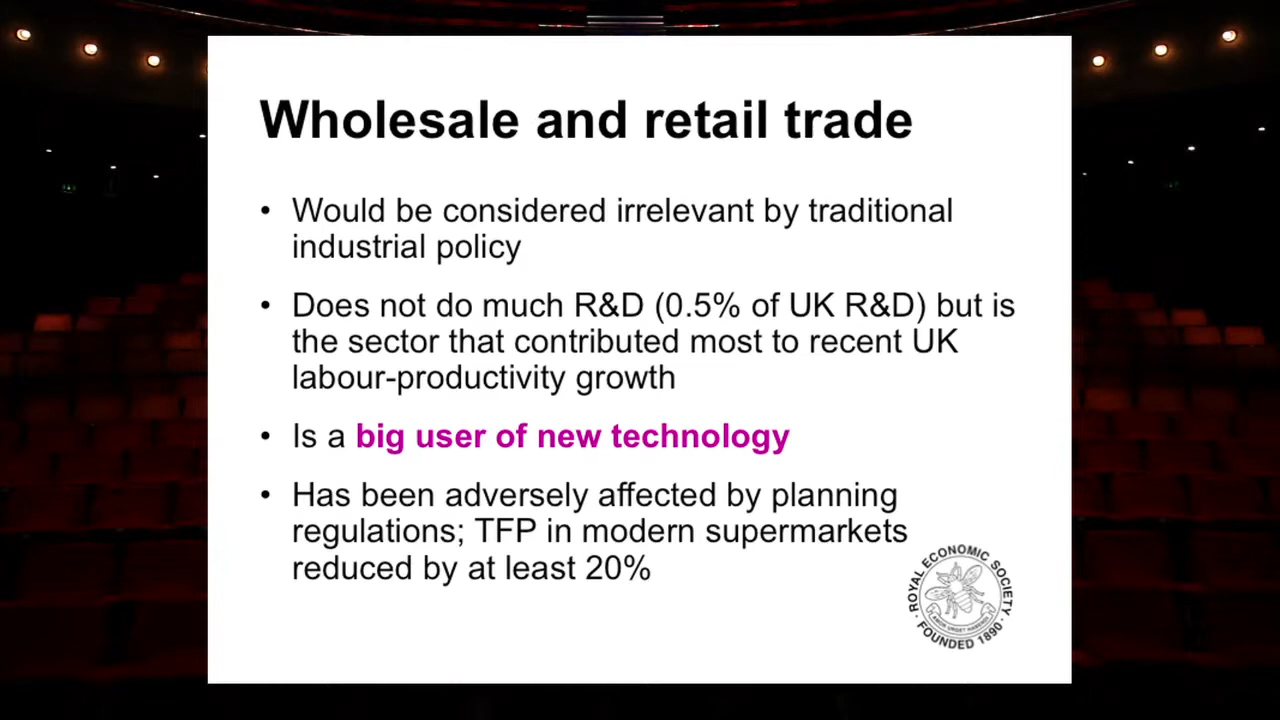 Wholesale and retail trade
• Would be considered irrelevant by traditional
industrial policy
• Does not do much R&D (0.5% of UK R&D) but is
the sector that contributed most to recent UK
labour-productivity growth
• Is a big user of new technology
• Has been adversely affected by planning
regulations; TFP in modern supermarkets
reduced by at least 20%
ROYAL ECONOMIC SOCIETY
· FOUNDED 1890 ·